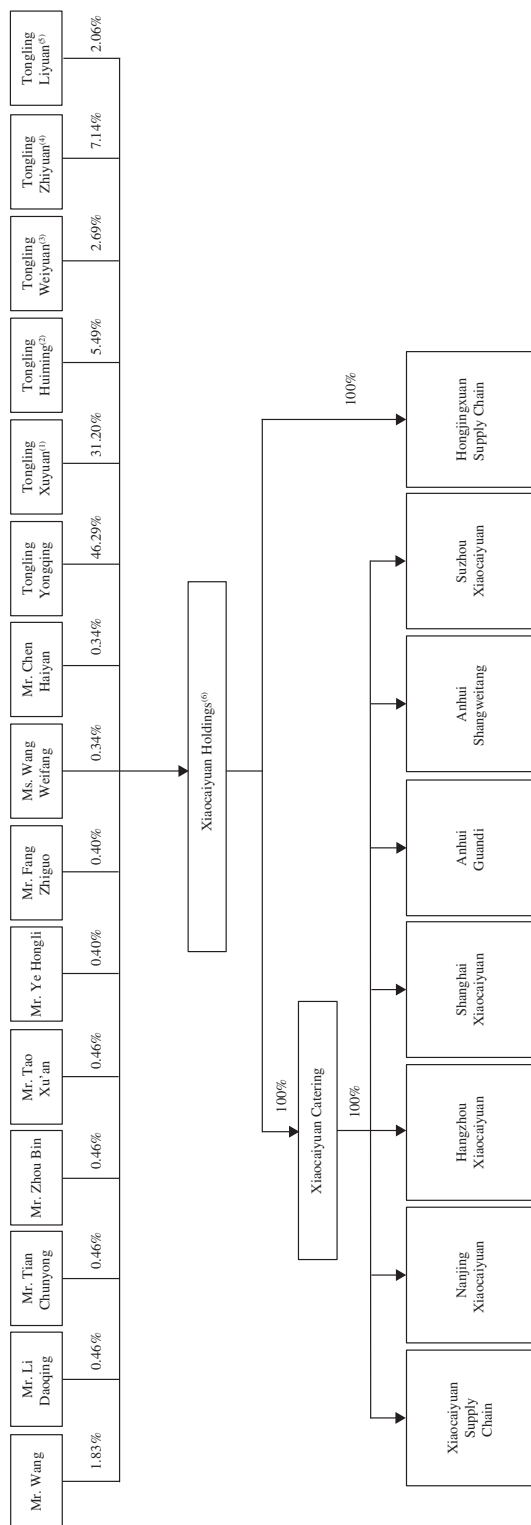 Mr. Wang
Mr. Li
Daoqing
Mr. Tian
Chunyong
Mr. Zhou Bin
Mr. Tao
Xu’an
Mr. Ye Hongli
Mr. Fang
Zhiguo
Ms. Wang
Weifang
Mr. Chen
Haiyan
Tongling
Yongqing
Tongling
Xuyuan(1)
Tongling
Huiming(2)
Tongling
Weiyuan(3)
Tongling
Zhiyuan(4)
Tongling
Liyuan(5)
1.83%
0.46%
0.46%
0.46%
0.46%
0.40%
0.40%
0.34%
0.34%
46.29%
31.20%
5.49%
2.69%
7.14%
2.06%
Xiaocaiyuan Holdings(6)
100%
100%
Xiaocaiyuan Catering
100%
Xiaocaiyuan
Supply
Chain
Nanjing
Xiaocaiyuan
Hangzhou
Xiaocaiyuan
Shanghai
Xiaocaiyuan
Anhui
Guandi
Anhui
Shangweitang
Suzhou
Xiaocaiyuan
Hongjingxuan
Supply Chain